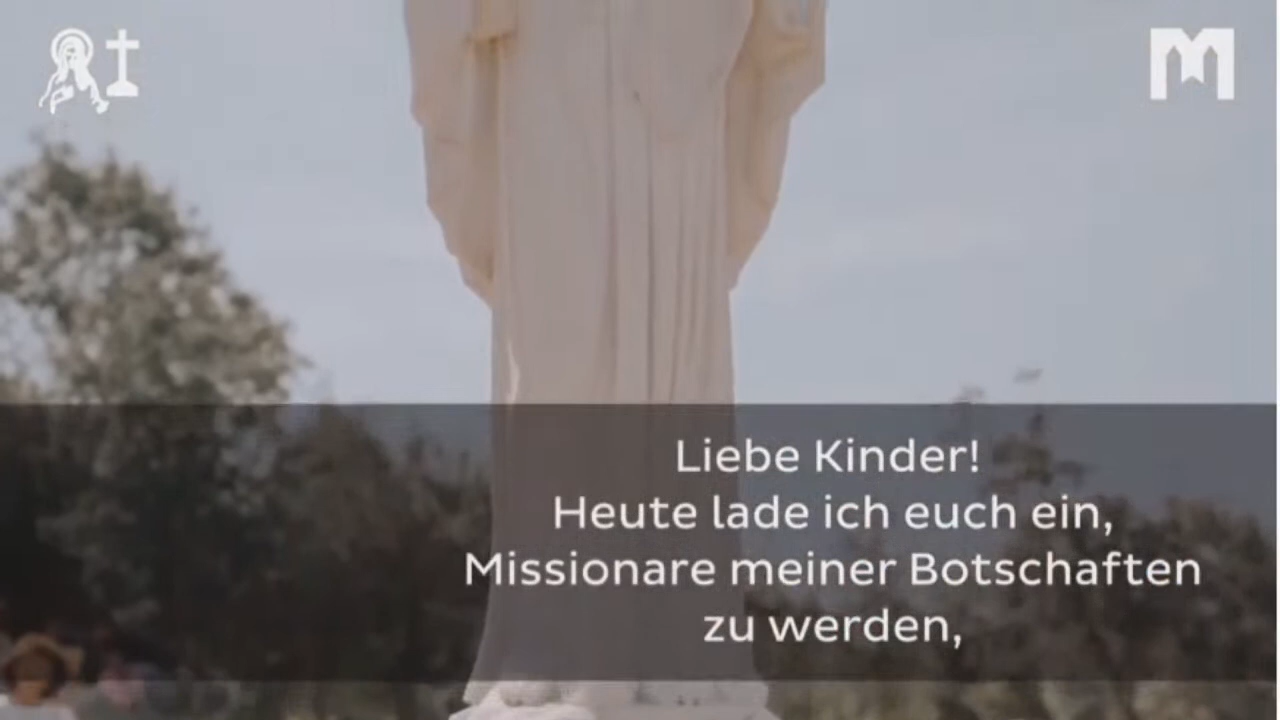 Liebe Kinder!
Heute lade ich euch ein,
Missionare meiner Botschaften
zu werden,